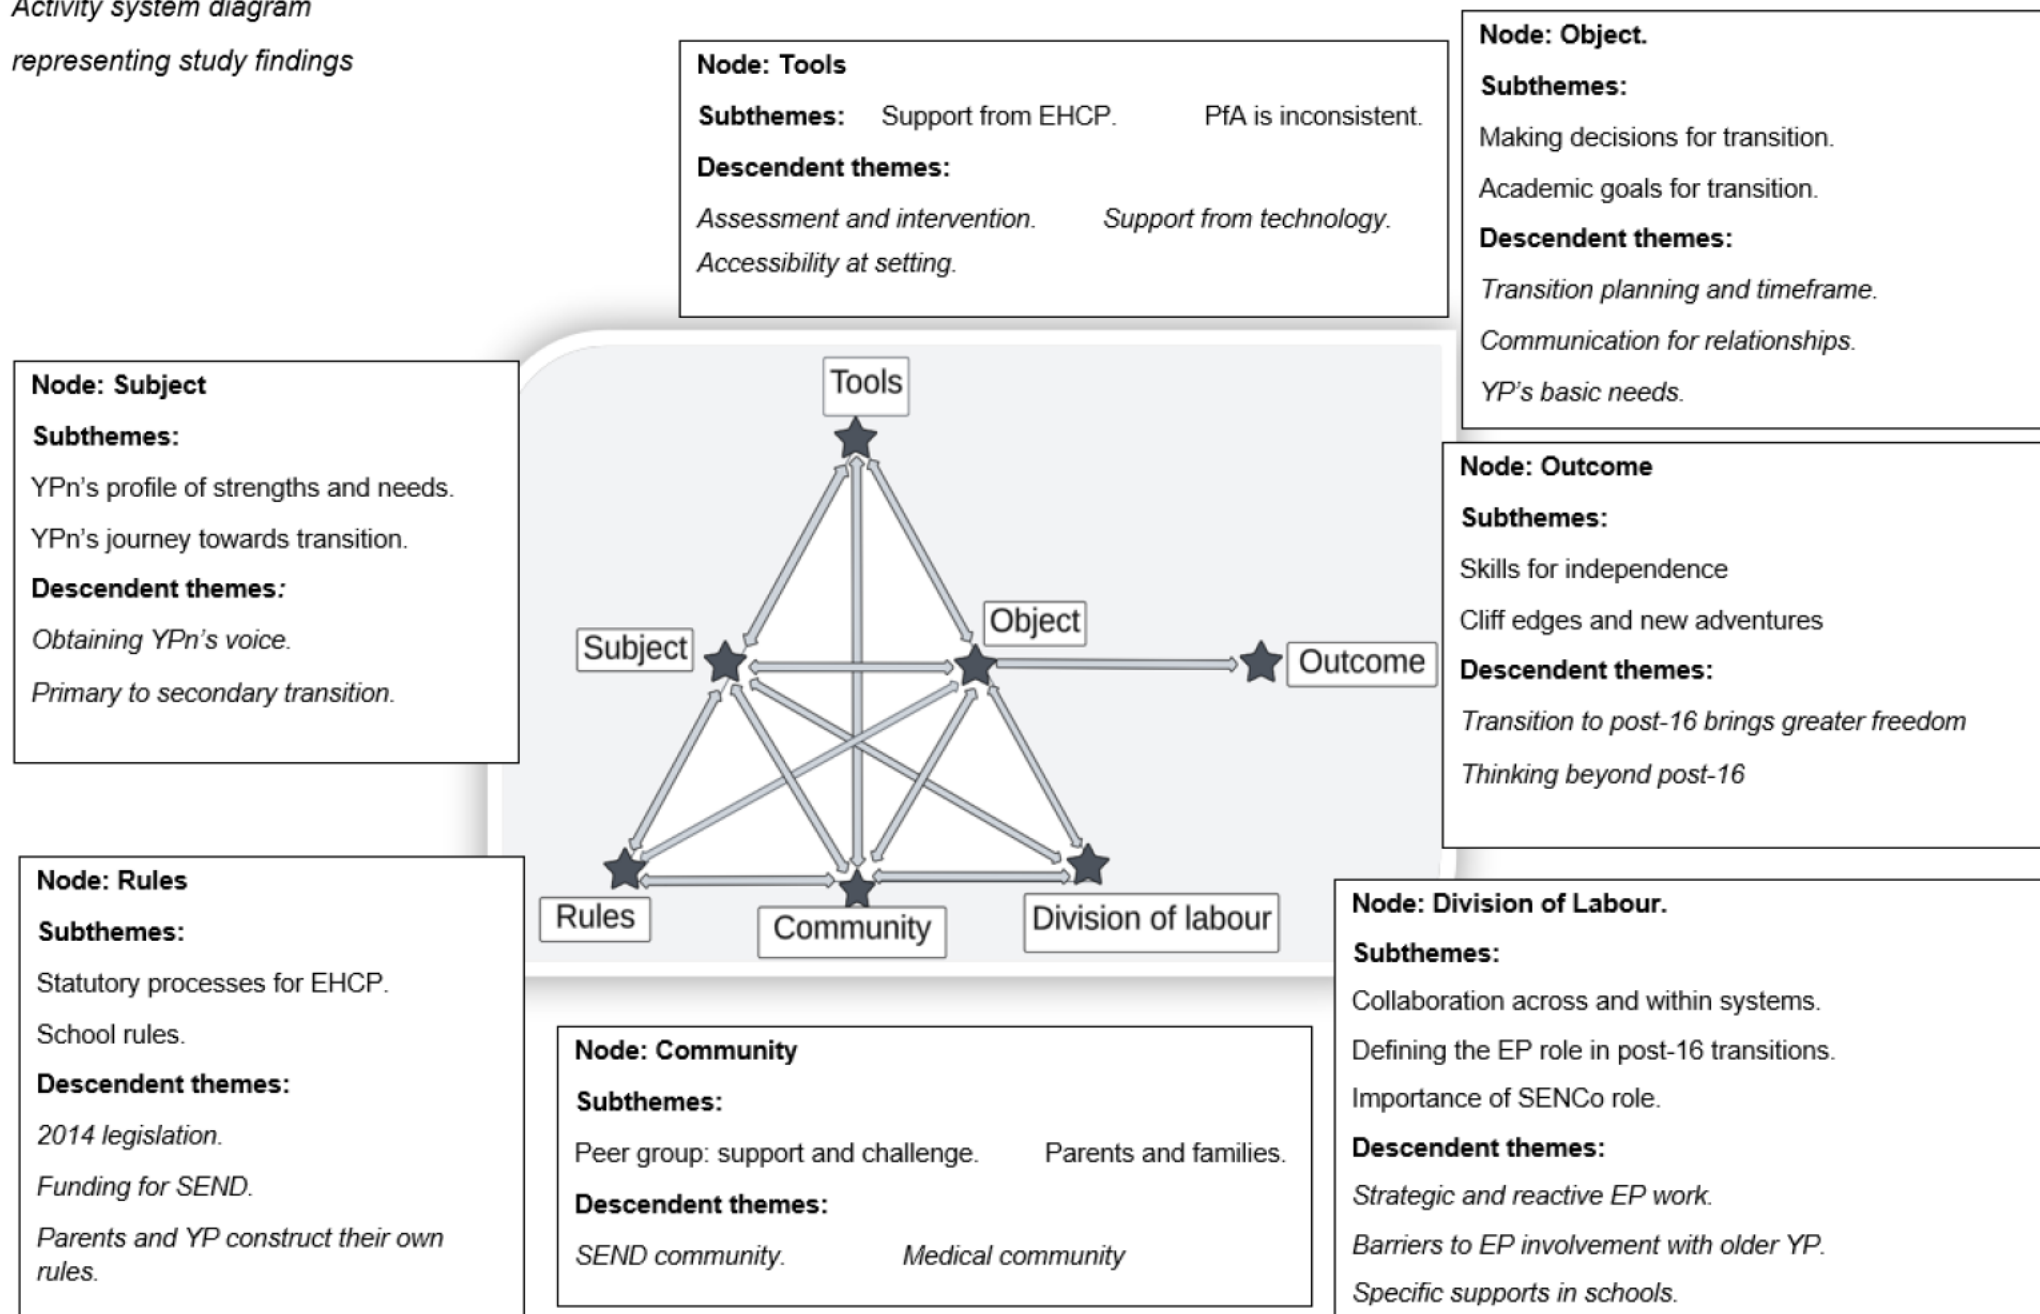 Activity system diagram
representing study findings
Node: Tools
Subthemes: Support from EHCP. PfA is inconsistent.
Descendent themes:
Assessment and intervention. Support from technology.
Accessibility at setting.
Node: Object.
Subthemes:
Making decisions for transition.
Academic goals for transition.
Descendent themes:
Transition planning and timeframe.
Communication for relationships.
YP's basic needs.
Node: Subject
Subthemes:
YPn's profile of strengths and needs.
YPn's journey towards transition.
Descendent themes:
Obtaining YPn's voice.
Primary to secondary transition.
Tools
Subject
Object
Outcome
Rules
Community
Division of labour
Node: Outcome
Subthemes:
Skills for independence
Cliff edges and new adventures
Descendent themes:
Transition to post-16 brings greater freedom
Thinking beyond post-16
Node: Rules
Subthemes:
Statutory processes for EHCP.
School rules.
Descendent themes:
2014 legislation.
Funding for SEND.
Parents and YP construct their own
rules.
Node: Community
Subthemes:
Peer group: support and challenge. Parents and families.
Descendent themes:
SEND community. Medical community
Node: Division of Labour.
Subthemes:
Collaboration across and within systems.
Defining the EP role in post-16 transitions.
Importance of SENCo role.
Descendent themes:
Strategic and reactive EP work.
Barriers to EP involvement with older YP.
Specific supports in schools.